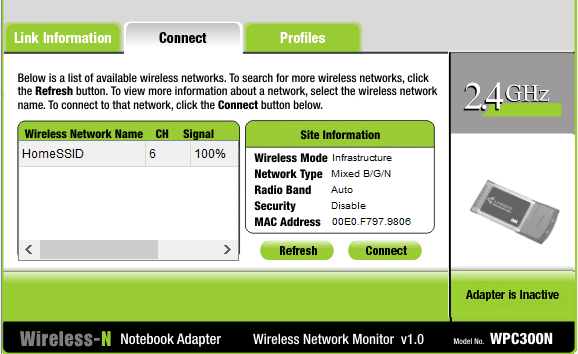 Link Information
Connect
Profiles
Below is a list of available wireless networks. To search for more wireless networks, click
the Refresh button. To view more information about a network, select the wireless network
name. To connect to that network, click the Connect button below.
2.4GHz
Wireless Network Name CH Signal
HomeSSID 6 100%
Site Information
Wireless Mode Infrastructure
Network Type Mixed B/G/N
Radio Band Auto
Security Disable
MAC Address 00E0.F797.9806
Refresh
Connect
Adapter is Inactive
Wireless-N Notebook Adapter Wireless Network Monitor v1.0 Model No. WPC300N